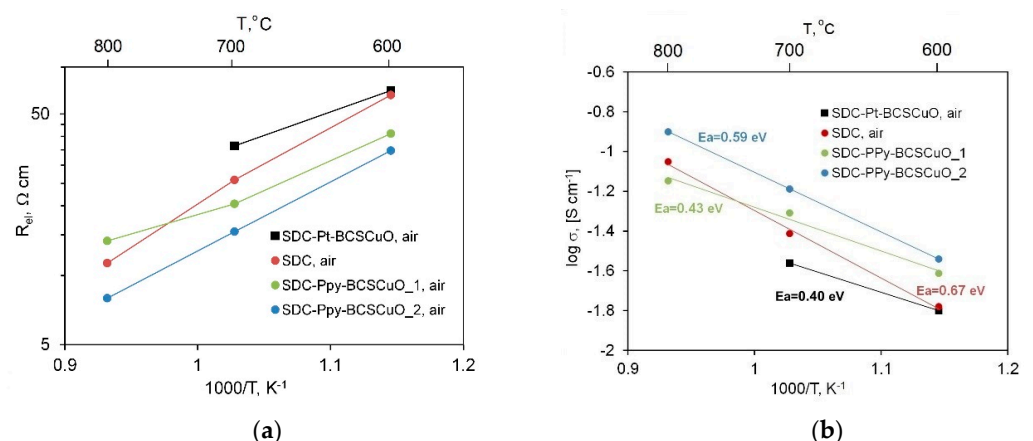 T,°C
800 700 600
50
5
R_el, Ω cm
SDC-Pt-BCSCuO, air
SDC, air
SDC-Ppy-BCSCuO_1, air
SDC-Ppy-BCSCuO_2, air
0.9 1 1.1 1.2
1000/T, K⁻¹
(a)
T,°C
800 700 600
-0.6
-0.8
-1
-1.2
-1.4
-1.6
-1.8
-2
log σ, [S cm⁻¹]
SDC-Pt-BCSCuO, air
SDC, air
SDC-PPy-BCSCuO_1
SDC-PPy-BCSCuO_2
Ea=0.59 eV
Ea=0.43 eV
Ea=0.67 eV
Ea=0.40 eV
0.9 1 1.1 1.2
1000/T, K⁻¹
(b)